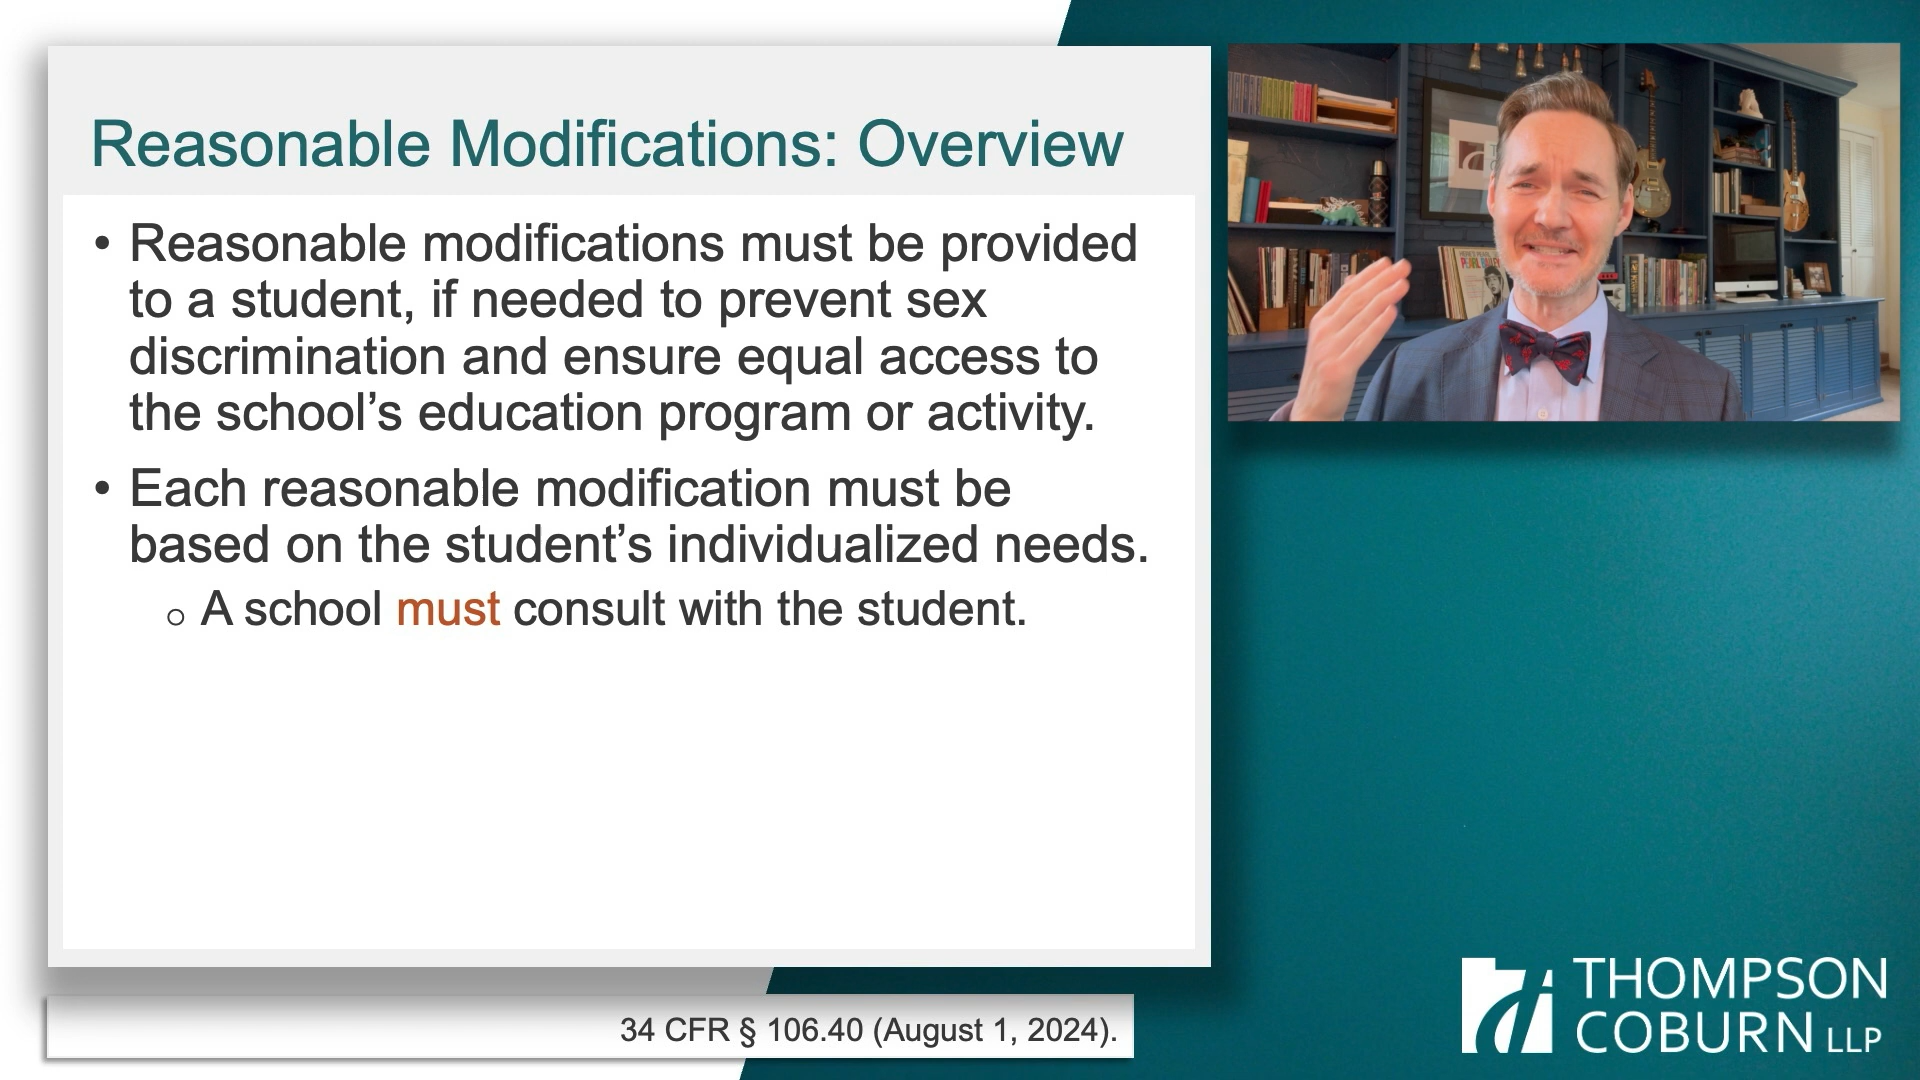 Reasonable Modifications: Overview
• Reasonable modifications must be provided
to a student, if needed to prevent sex
discrimination and ensure equal access to
the school’s education program or activity.
• Each reasonable modification must be
based on the student’s individualized needs.
○ A school must consult with the student.
34 CFR § 106.40 (August 1, 2024).
PEARL BAILEY
THOMPSON
COBURN LLP